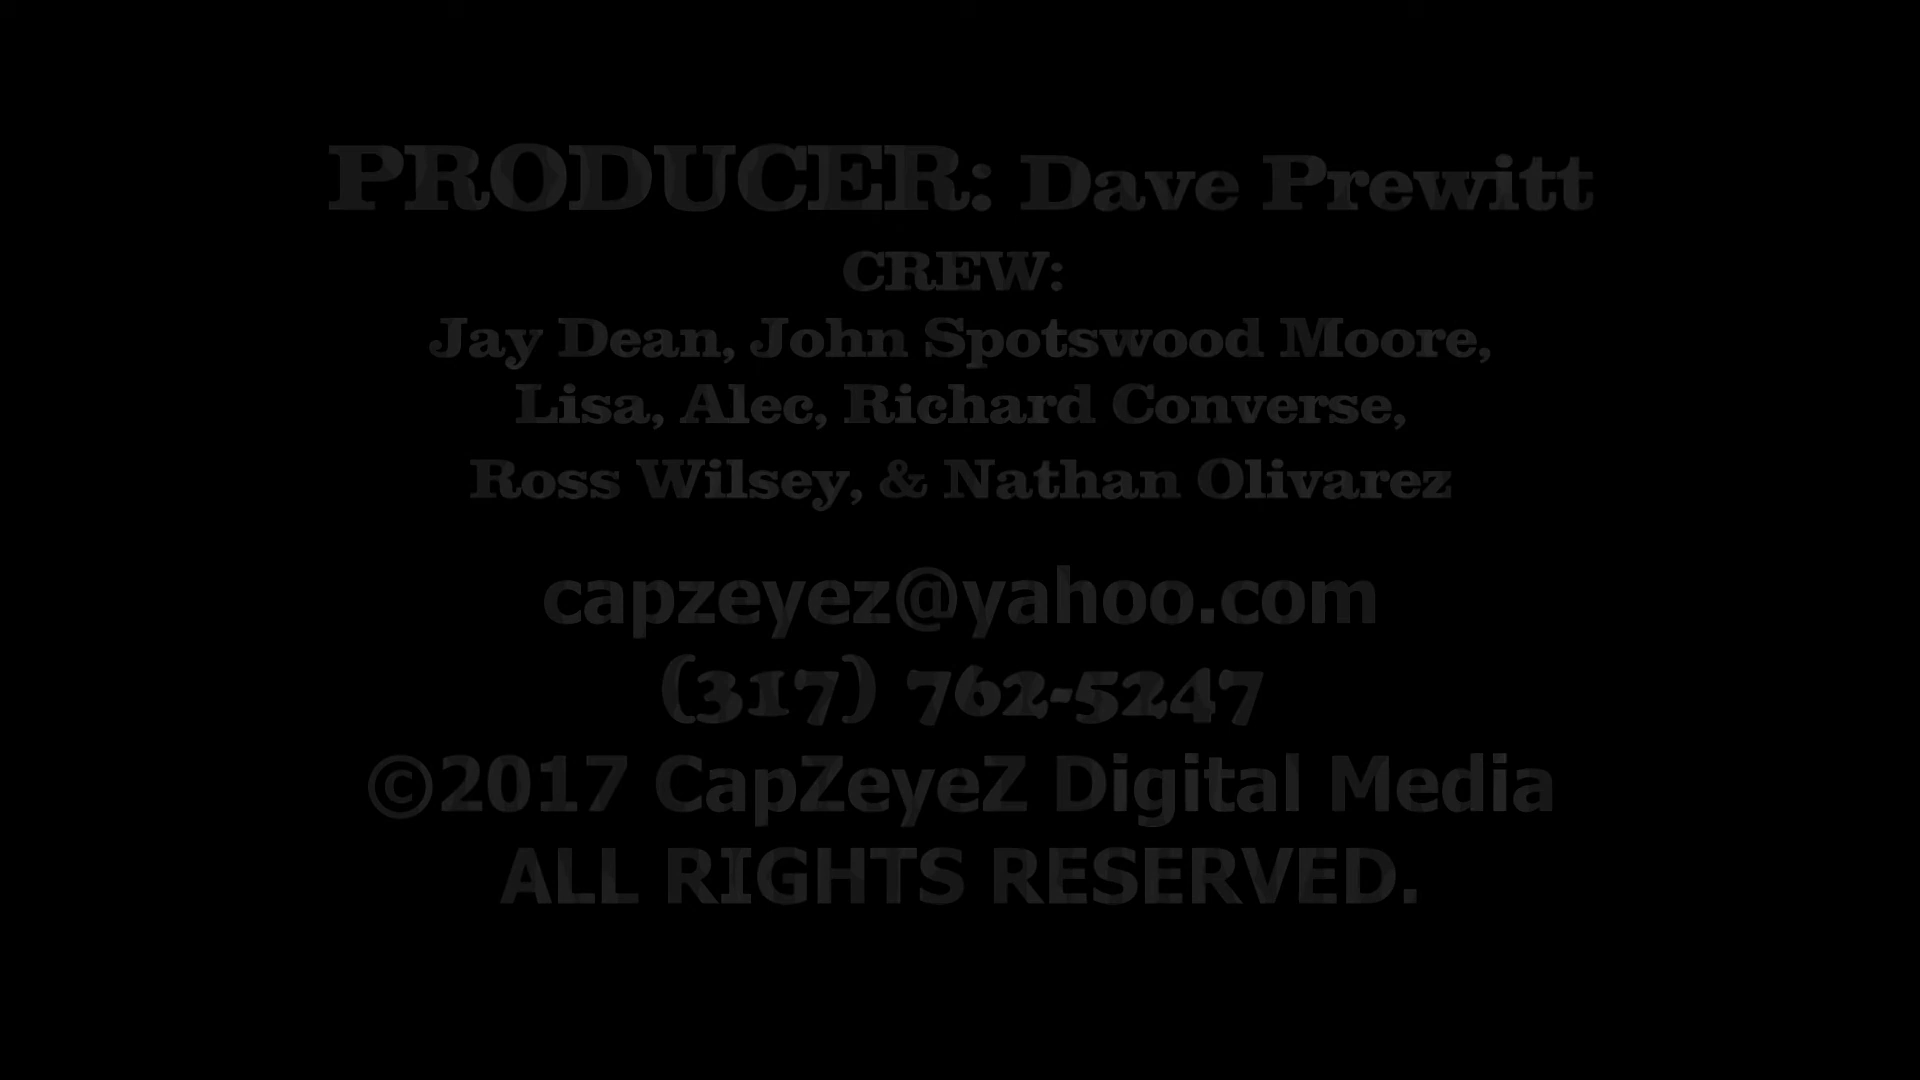 PRODUCER: Dave Prewitt
CREW:
Jay Dean, John Spotswood Moore,
Lisa, Alec, Richard Converse,
Ross Wilsey, & Nathan Olivarez
capzeyez@yahoo.com
(317) 762-5247
©2017 CapZeyeZ Digital Media
ALL RIGHTS RESERVED.